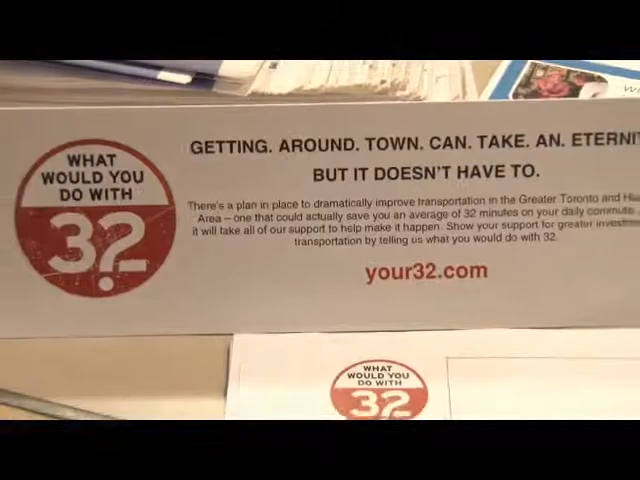 WHAT
WOULD YOU
DO WITH
32
GETTING. AROUND. TOWN. CAN. TAKE. AN. ETERNI
BUT IT DOESN'T HAVE TO.
There's a plan in place to dramatically improve transportation in the Greater Toronto and Ha
Area – one that could actually save you an average of 32 minutes on your daily commute.
it will take all of our support to help make it happen. Show your support for greater investm
transportation by telling us what you would do with 32.
your32.com
WHAT
WOULD YOU
DO WITH
32